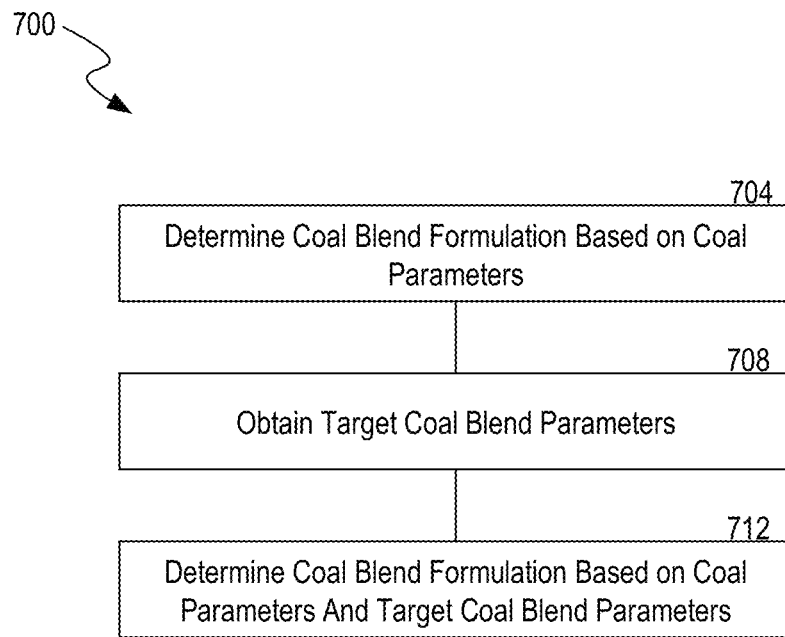 700
704
Determine Coal Blend Formulation Based on Coal
Parameters
708
Obtain Target Coal Blend Parameters
712
Determine Coal Blend Formulation Based on Coal
Parameters And Target Coal Blend Parameters